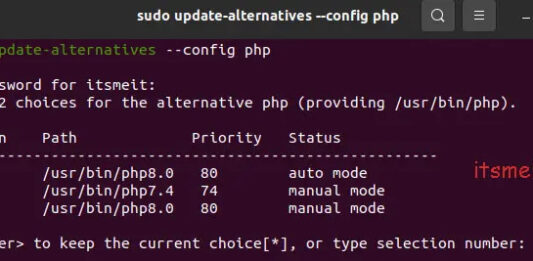 sudo update-alternatives --config php
pdate-alternatives --config php
sword for itsmeit:
2 choices for the alternative php (providing /usr/bin/php).
n Path Priority Status
------------------------------------------------------------
/usr/bin/php8.0 80 auto mode
/usr/bin/php7.4 74 manual mode
/usr/bin/php8.0 80 manual mode
itsme
er> to keep the current choice[*], or type selection number: